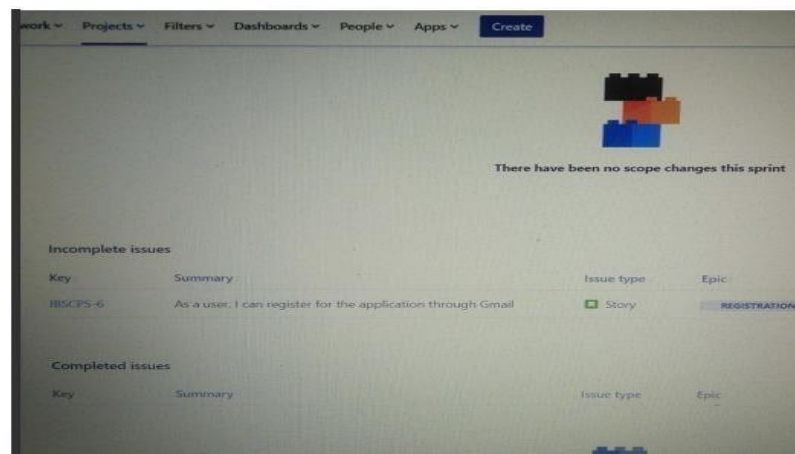 work Projects Filters Dashboards People Apps Create
There have been no scope changes this sprint
Incomplete issues
Key Summary Issue type Epic
IBSCPS-6 As a user, I can register for the application through Gmail Story REGISTRATION
Completed issues
Key Summary Issue type Epic